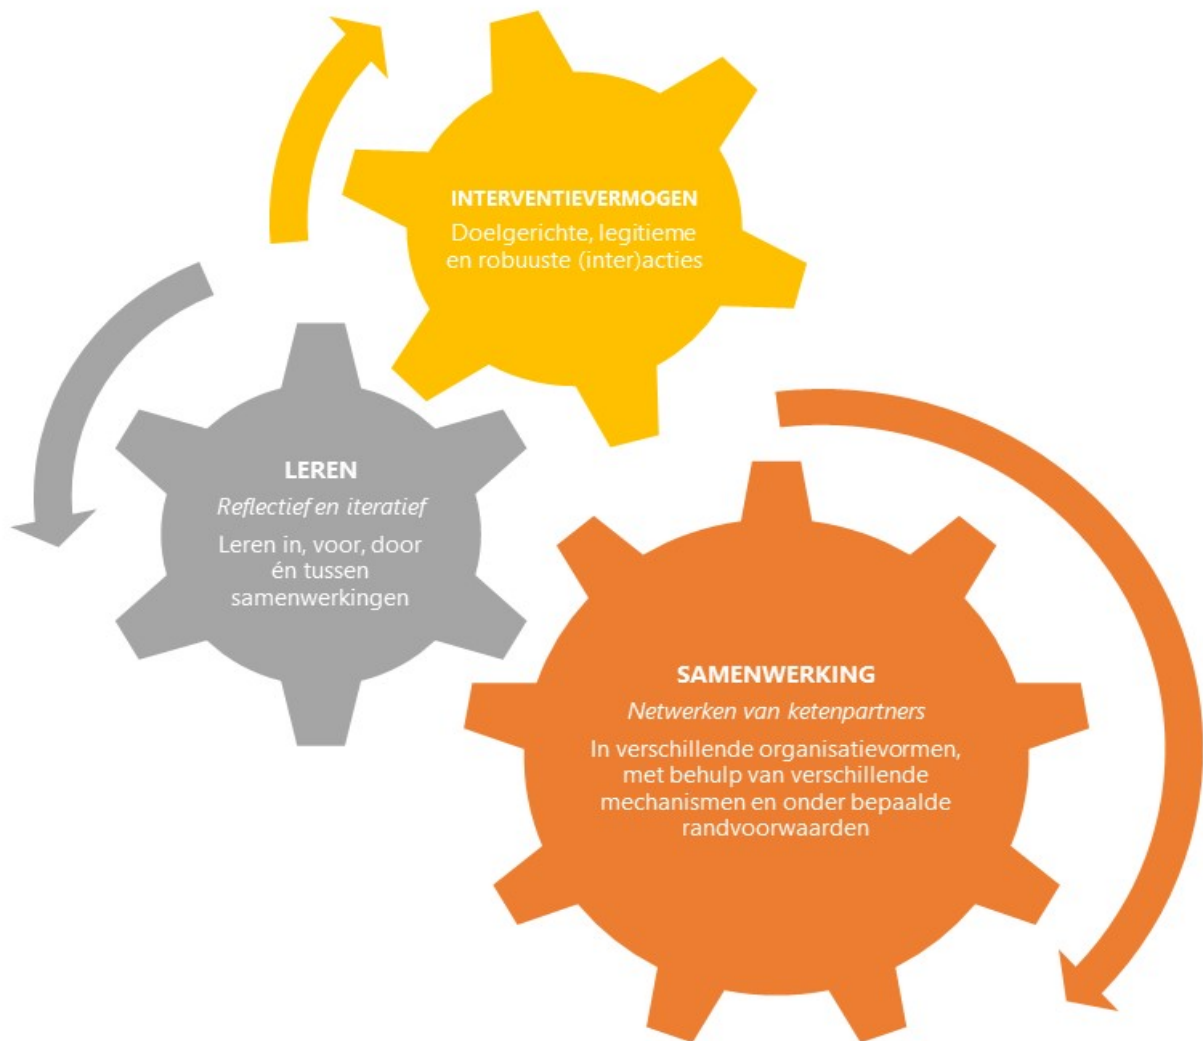 INTERVENTIEVERMOGEN
Doelgerichte, legitieme
en robuuste (inter)acties
LEREN
Reflectief en iteratief
Leren in, voor, door
én tussen
samenwerkingen
SAMENWERKING
Netwerken van ketenpartners
In verschillende organisatievormen,
met behulp van verschillende
mechanismen en onder bepaalde
randvoorwaarden